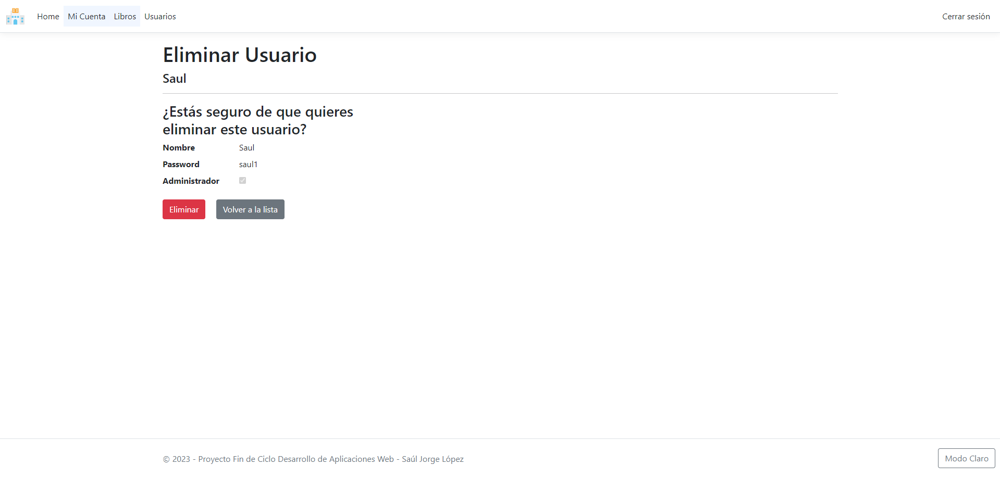 Home Mi Cuenta Libros Usuarios Cerrar sesión
Eliminar Usuario
Saul
¿Estás seguro de que quieres
eliminar este usuario?
Nombre Saul
Password saul1
Administrador
Eliminar Volver a la lista
© 2023 - Proyecto Fin de Ciclo Desarrollo de Aplicaciones Web - Saúl Jorge López
Modo Claro